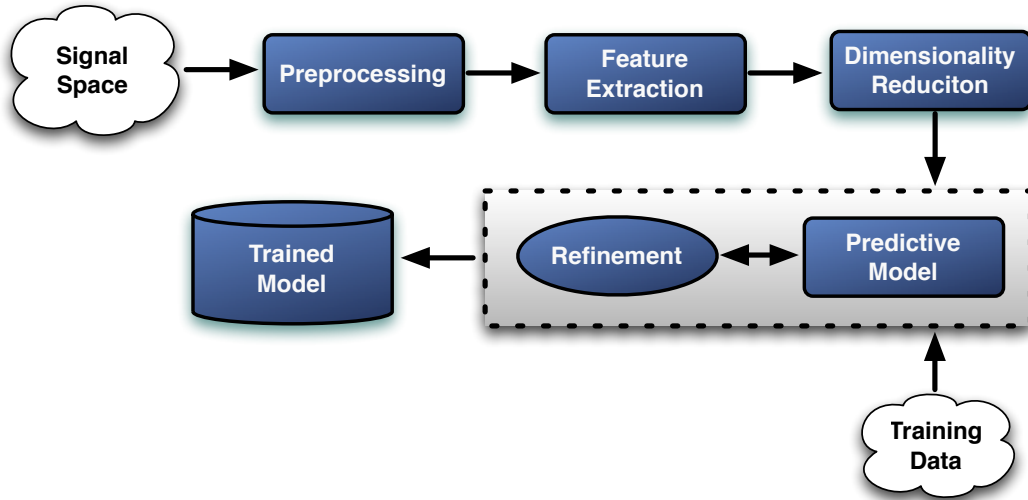 Signal
Space
Preprocessing
Feature
Extraction
Dimensionality
Reduciton
Trained
Model
Refinement
Predictive
Model
Training
Data